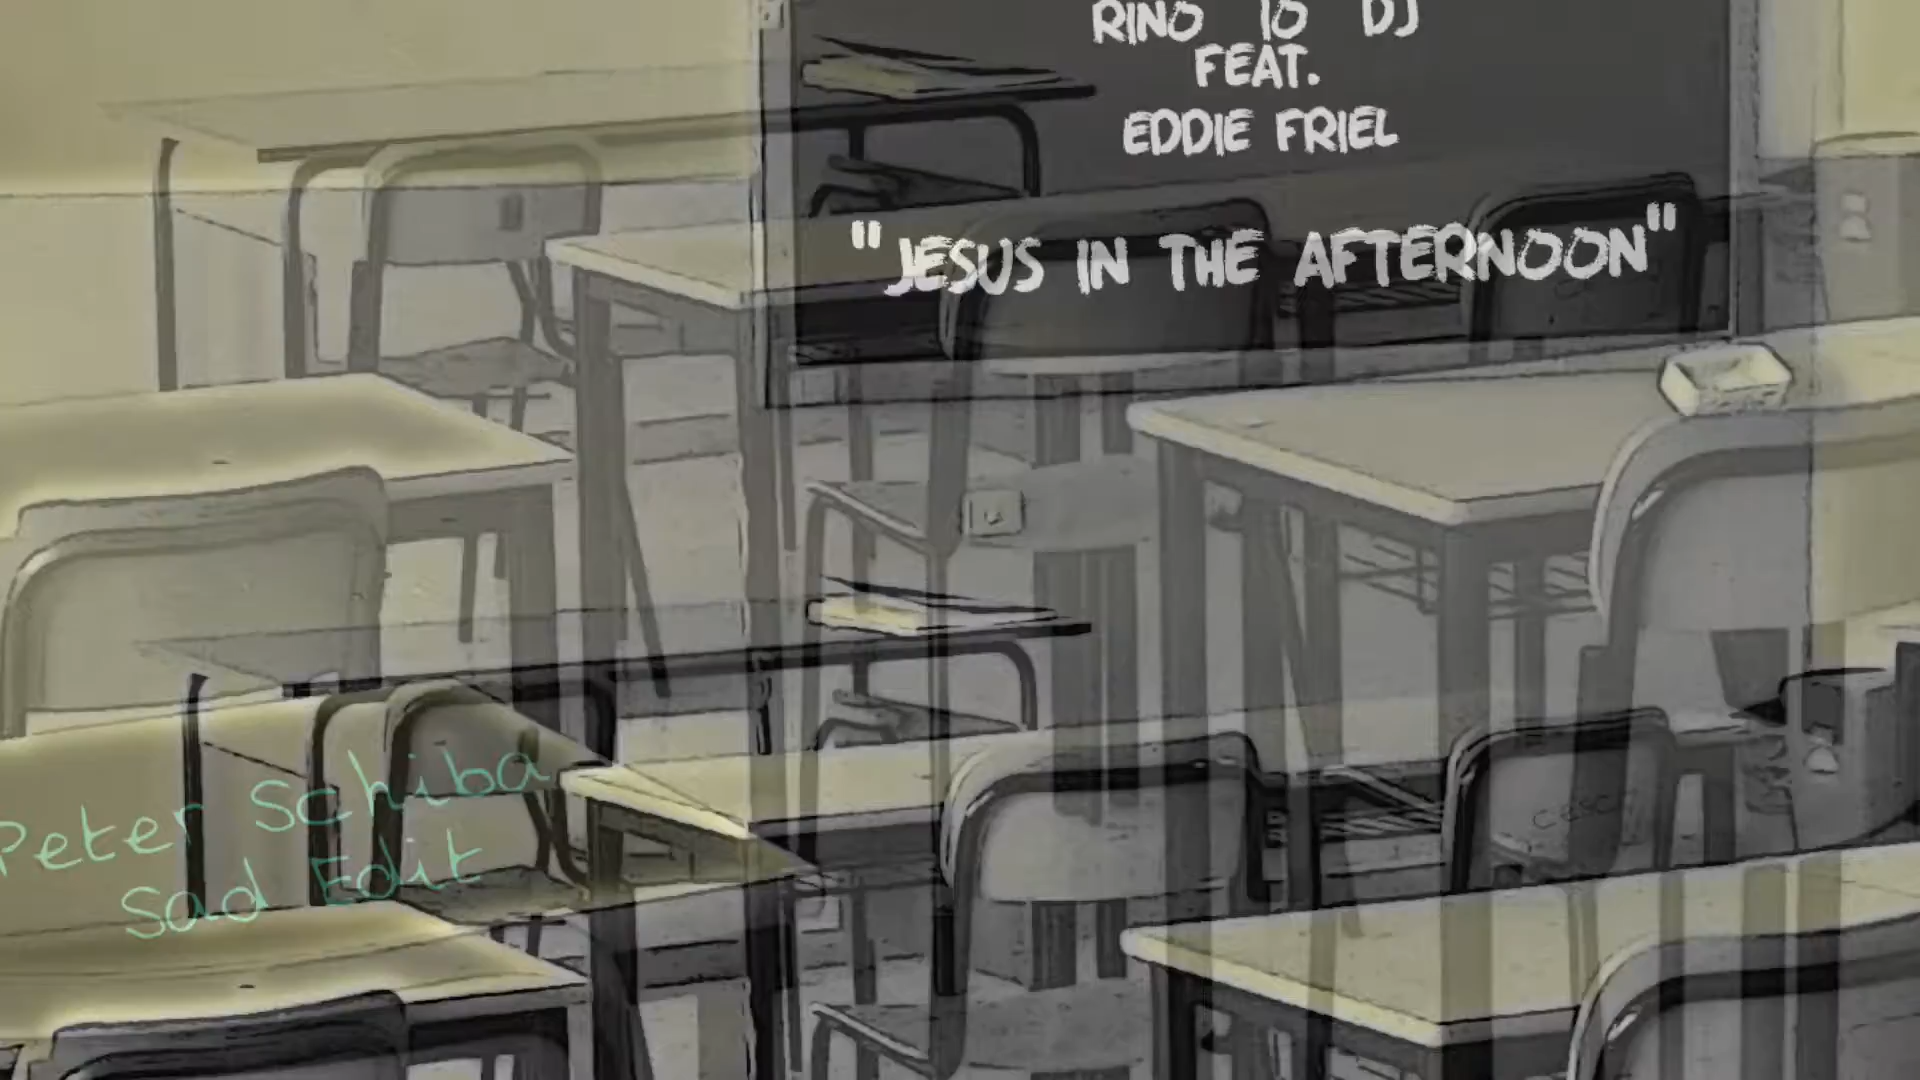 RINO IO DJ
FEAT.
EDDIE FRIEL
"JESUS IN THE AFTERNOON"
Peter Schiba
Sad Edit